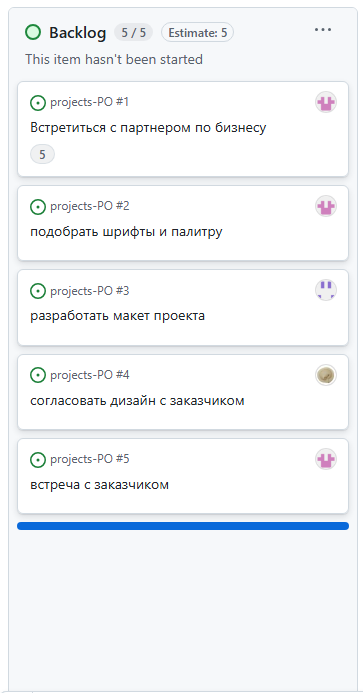 Backlog 5 / 5 Estimate: 5 ...
This item hasn't been started
projects-PO #1
Встретиться с партнером по бизнесу
5
projects-PO #2
подобрать шрифты и палитру
projects-PO #3
разработать макет проекта
projects-PO #4
согласовать дизайн с заказчиком
projects-PO #5
встреча с заказчиком